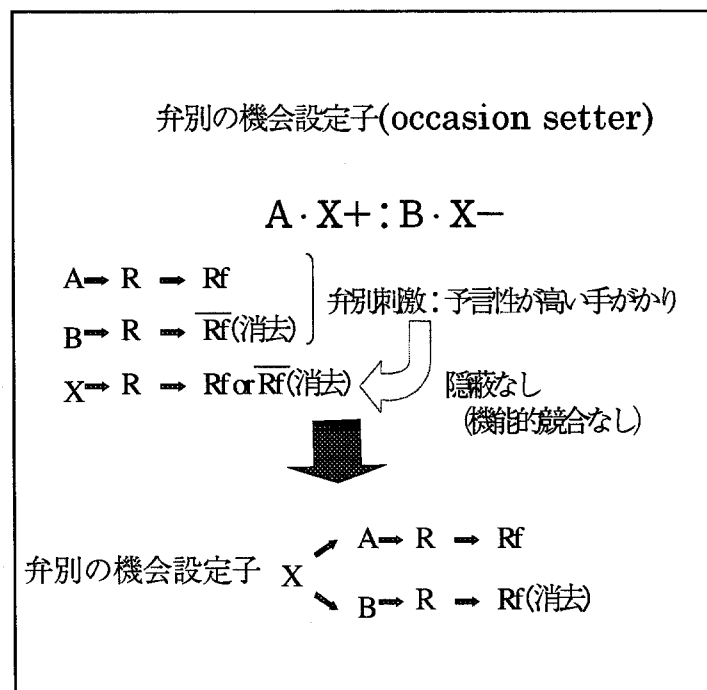 弁別の機会設定子(occasion setter)
A・X+：B・X−
A→ R → Rf
B→ R → R̅f̅(消去)
弁別刺激：予言性が高い手がかり
X→ R → Rf or R̅f̅(消去)
隠蔽なし
(機能的競合なし)
弁別の機会設定子 X
A→ R → Rf
B→ R → Rf(消去)